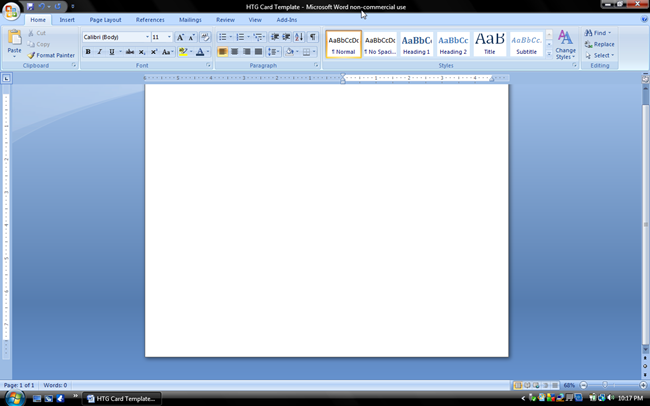 HTG Card Template - Microsoft Word non-commercial use
Home Insert Page Layout References Mailings Review View Add-Ins
Paste Cut Copy Format Painter
Clipboard
Calibri (Body) 11
B I U abc x₂ x² Aa A
Font
Paragraph
AaBbCcDc AaBbCcDc AaBbC AaBbCc AaB AaBbCc.
¶ Normal ¶ No Spaci... Heading 1 Heading 2 Title Subtitle
Change Styles
Styles
Find
Replace
Select
Editing
Page: 1 of 1 Words: 0 68%
HTG Card Template... 10:17 PM